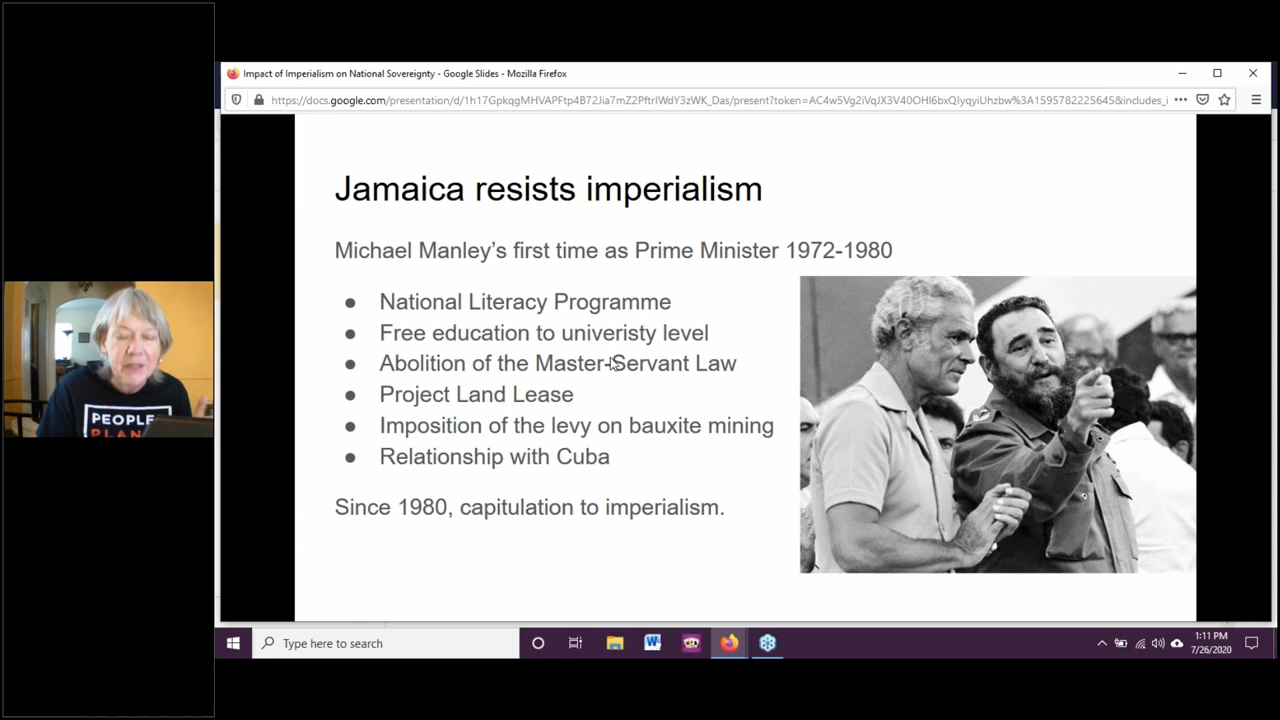 Impact of Imperialism on National Sovereignty - Google Slides - Mozilla Firefox
Jamaica resists imperialism
Michael Manley's first time as Prime Minister 1972-1980
● National Literacy Programme
● Free education to univeristy level
● Abolition of the Master-Servant Law
● Project Land Lease
● Imposition of the levy on bauxite mining
● Relationship with Cuba
Since 1980, capitulation to imperialism.
PEOPLE
PLAN
Type here to search
1:11 PM
7/26/2020